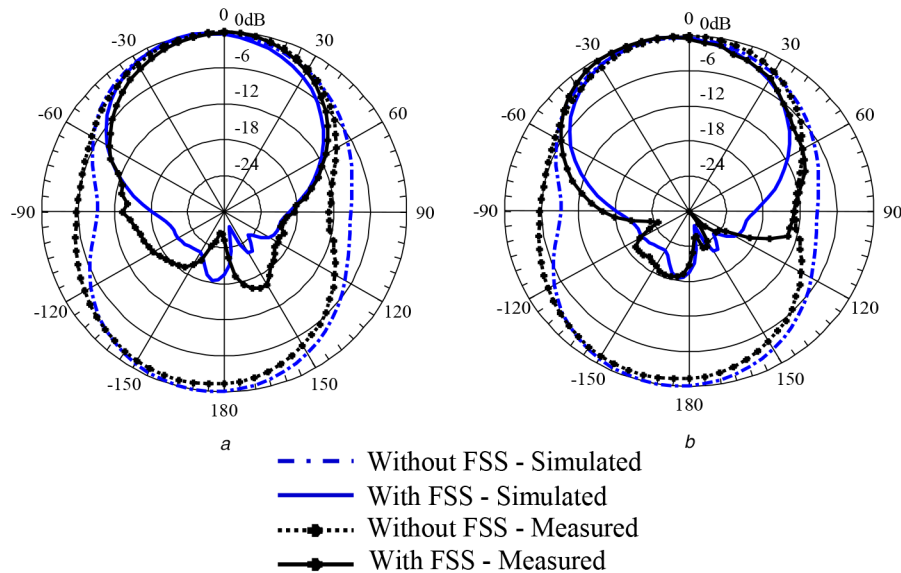 0 0dB 0 0dB
-30 30 -30 30
-6 -6
-60 -12 60 -60 -12 60
-18 -18
-24 -24
-90 90 -90 90
-120 120 -120 120
-150 150 -150 150
180 180
a b
Without FSS - Simulated
With FSS - Simulated
Without FSS - Measured
With FSS - Measured